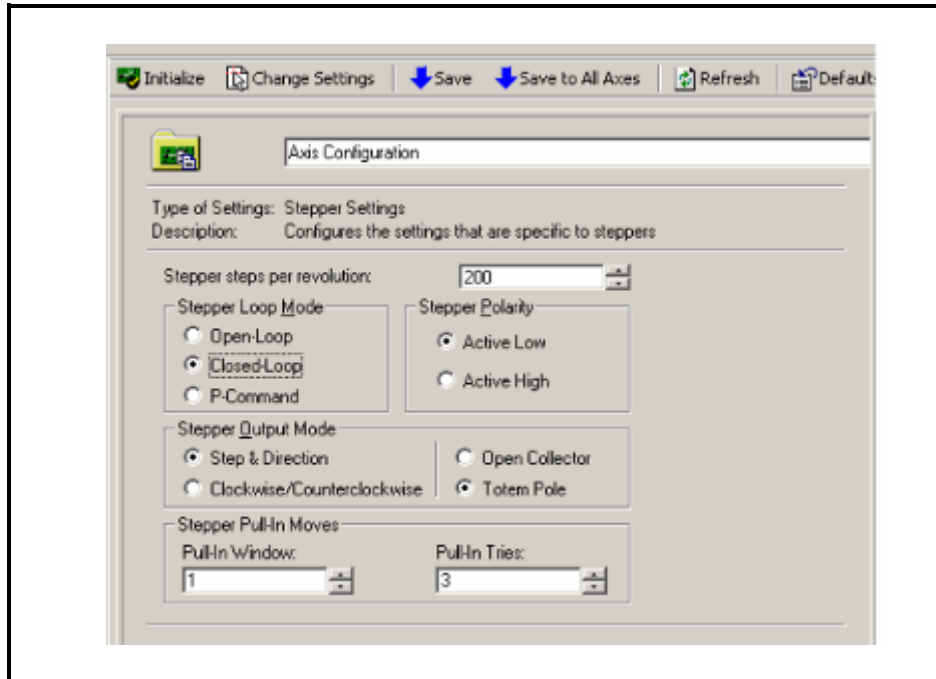 Initialize Change Settings Save Save to All Axes Refresh Default
Axis Configuration
Type of Settings: Stepper Settings
Description: Configures the settings that are specific to steppers
Stepper steps per revolution: 200
Stepper Loop Mode Stepper Polarity
Open-Loop
Active Low
Closed-Loop
Active High
P-Command
Stepper Output Mode
Step & Direction Open Collector
Clockwise/Counterclockwise Totem Pole
Stepper Pull-In Moves
Pull-In Window: Pull-In Tries:
1 3